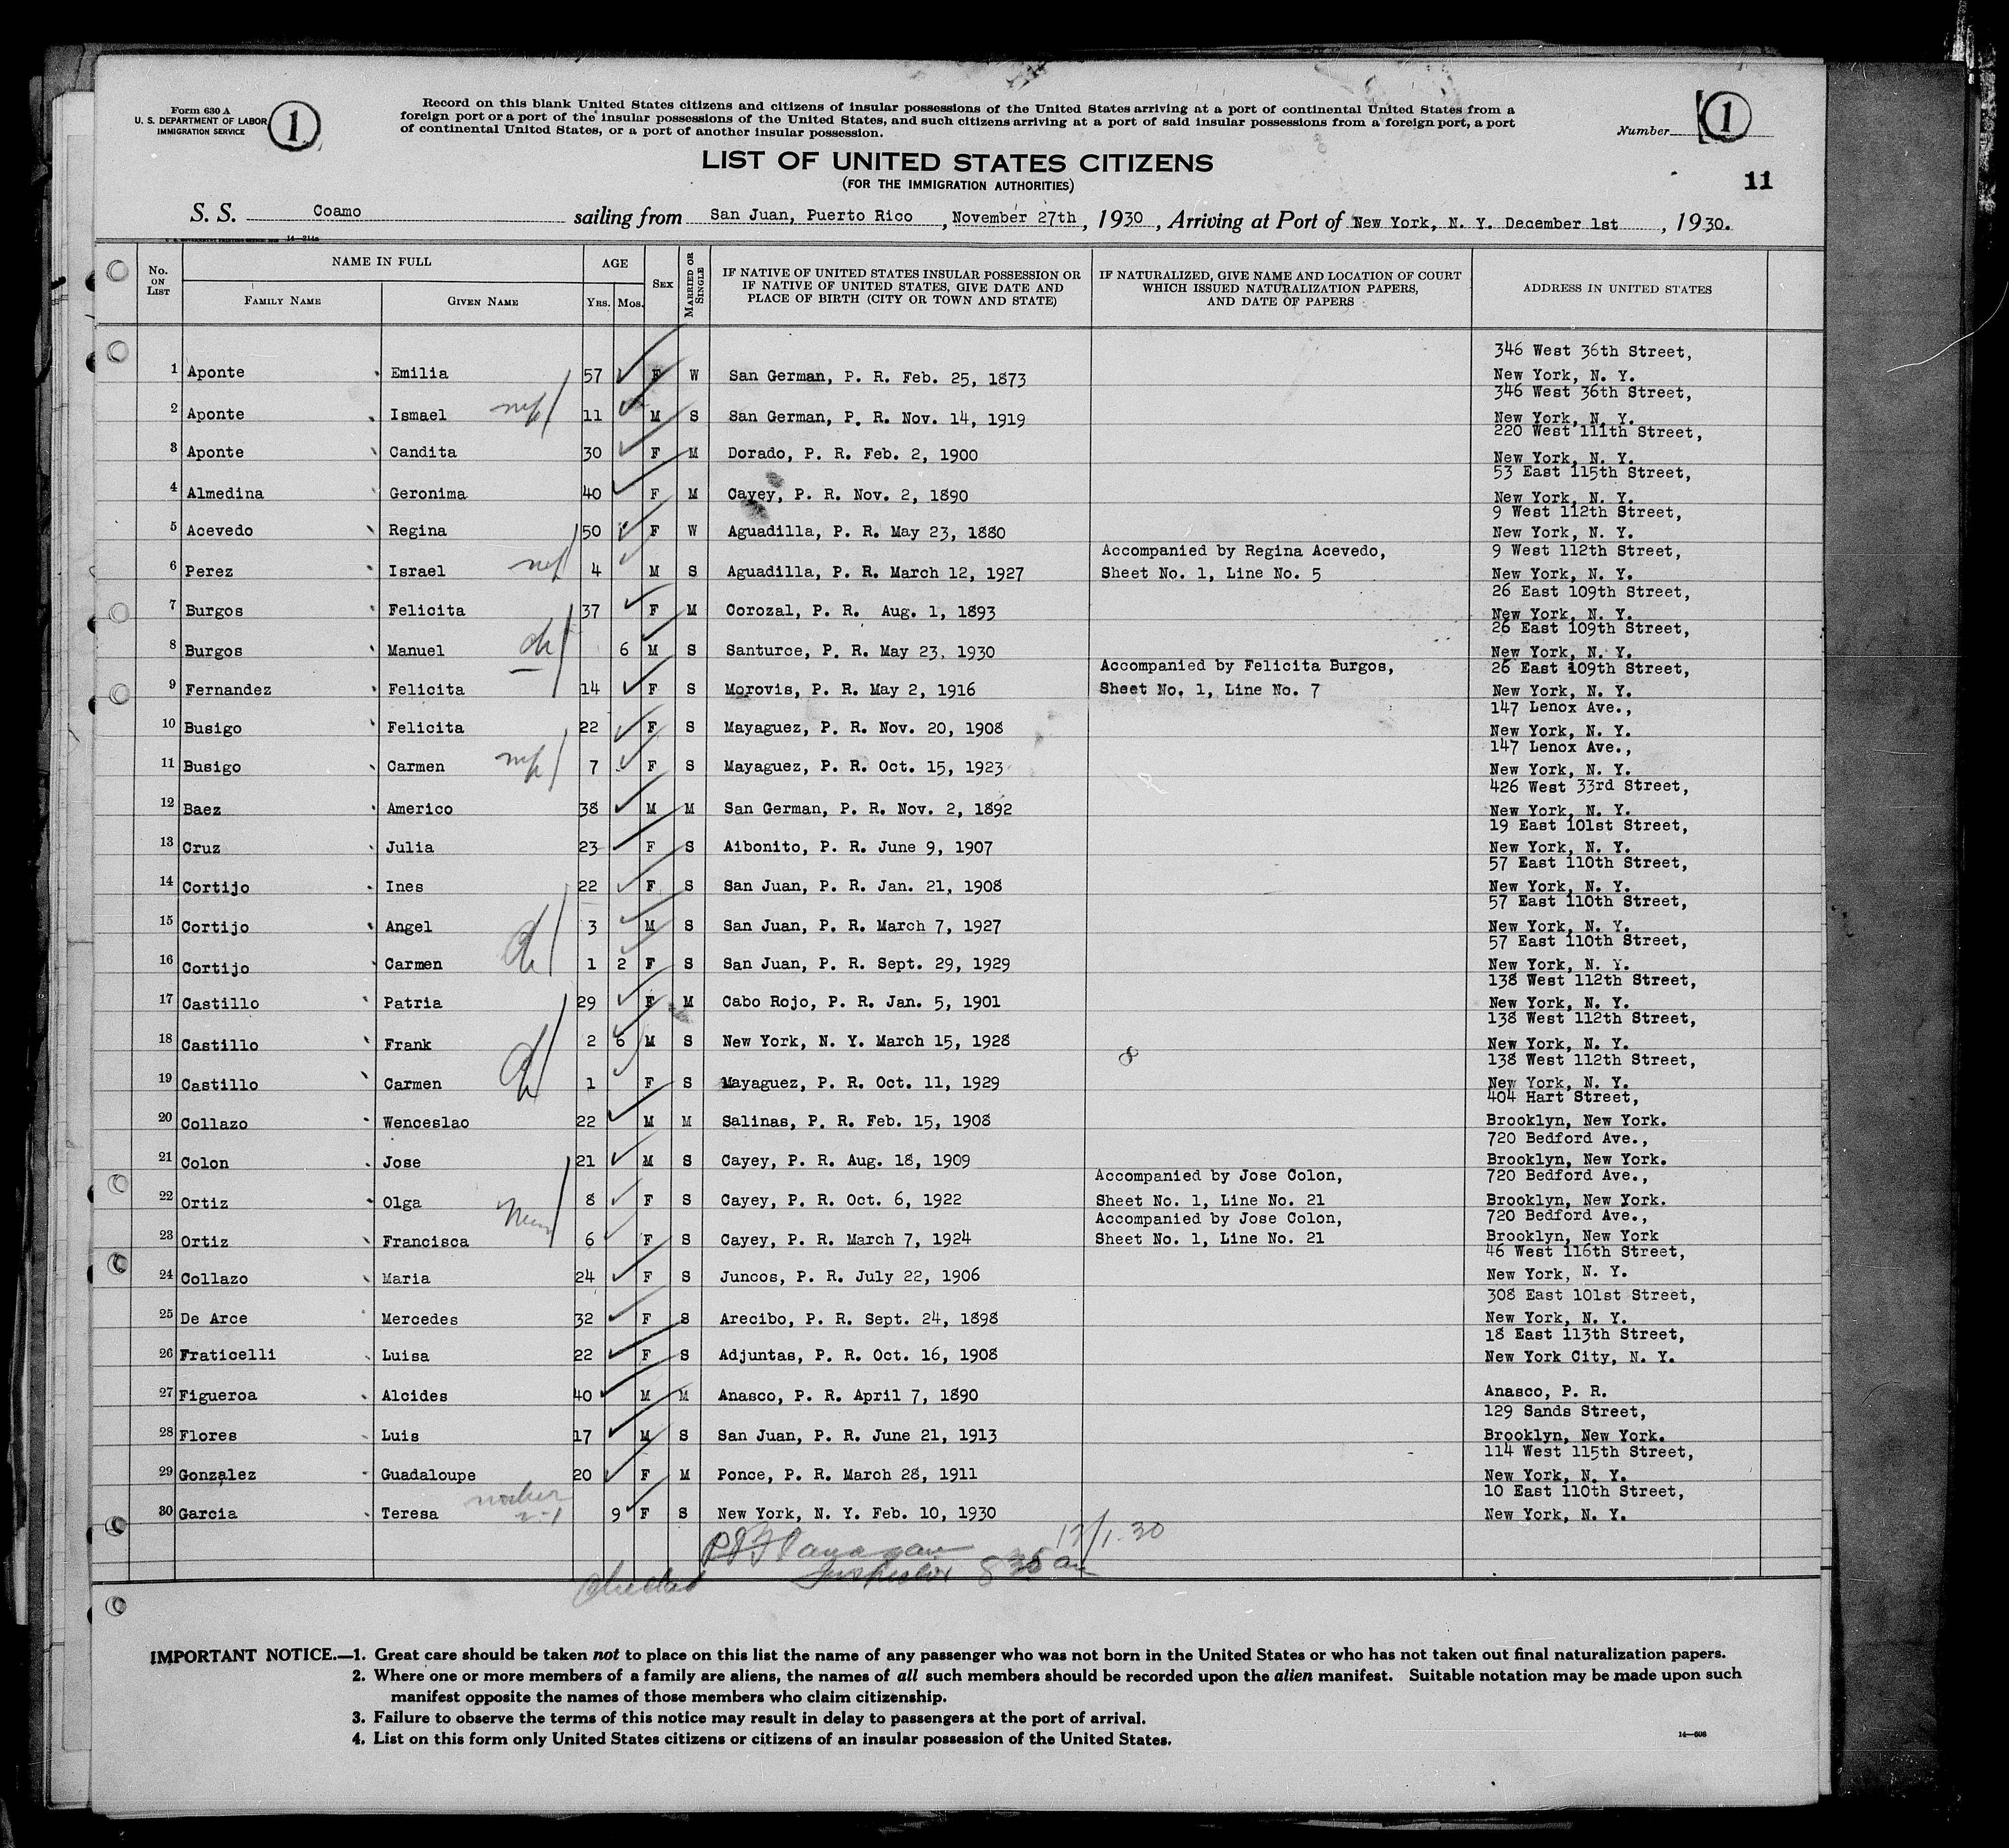 Form 630 A
U. S. DEPARTMENT OF LABOR
IMMIGRATION SERVICE
1
Record on this blank United States citizens and citizens of insular possessions of the United States arriving at a port of continental United States from a
foreign port or a port of the insular possessions of the United States, and such citizens arriving at a port of said insular possessions from a foreign port, a port
of continental United States, or a port of another insular possession.
Number 1
LIST OF UNITED STATES CITIZENS
(FOR THE IMMIGRATION AUTHORITIES)
11
S. S. Coamo sailing from San Juan, Puerto Rico, November 27th, 1930, Arriving at Port of New York, N. Y. December 1st, 1930.
No. ON LIST
NAME IN FULL
FAMILY NAME
GIVEN NAME
AGE
YRS. MOS.
SEX
MARRIED OR SINGLE
IF NATIVE OF UNITED STATES INSULAR POSSESSION OR
IF NATIVE OF UNITED STATES, GIVE DATE AND
PLACE OF BIRTH (CITY OR TOWN AND STATE)
IF NATURALIZED, GIVE NAME AND LOCATION OF COURT
WHICH ISSUED NATURALIZATION PAPERS,
AND DATE OF PAPERS
ADDRESS IN UNITED STATES
346 West 36th Street,
1 Aponte Emilia 57 F W San German, P. R. Feb. 25, 1873 New York, N. Y.
346 West 36th Street,
2 Aponte Ismael 11 M S San German, P. R. Nov. 14, 1919 New York, N. Y.
220 West 111th Street,
3 Aponte Candita 30 F M Dorado, P. R. Feb. 2, 1900 New York, N. Y.
53 East 115th Street,
4 Almedina Geronima 40 F M Cayey, P. R. Nov. 2, 1890 New York, N. Y.
9 West 112th Street,
5 Acevedo Regina 50 F W Aguadilla, P. R. May 23, 1880 New York, N. Y.
Accompanied by Regina Acevedo, 9 West 112th Street,
6 Perez Israel 4 M S Aguadilla, P. R. March 12, 1927 Sheet No. 1, Line No. 5 New York, N. Y.
26 East 109th Street,
7 Burgos Felicita 37 F M Corozal, P. R. Aug. 1, 1893 New York, N. Y.
26 East 109th Street,
8 Burgos Manuel 6 M S Santurce, P. R. May 23, 1930 New York, N. Y.
Accompanied by Felicita Burgos, 26 East 109th Street,
9 Fernandez Felicita 14 F S Morovis, P. R. May 2, 1916 Sheet No. 1, Line No. 7 New York, N. Y.
147 Lenox Ave.,
10 Busigo Felicita 22 F S Mayaguez, P. R. Nov. 20, 1908 New York, N. Y.
147 Lenox Ave.,
11 Busigo Carmen 7 F S Mayaguez, P. R. Oct. 15, 1923 New York, N. Y.
426 West 33rd Street,
12 Baez Americo 38 M M San German, P. R. Nov. 2, 1892 New York, N. Y.
19 East 101st Street,
13 Cruz Julia 23 F S Aibonito, P. R. June 9, 1907 New York, N. Y.
57 East 110th Street,
14 Cortijo Ines 22 F S San Juan, P. R. Jan. 21, 1908 New York, N. Y.
57 East 110th Street,
15 Cortijo Angel 3 M S San Juan, P. R. March 7, 1927 New York, N. Y.
57 East 110th Street,
16 Cortijo Carmen 1 2 F S San Juan, P. R. Sept. 29, 1929 New York, N. Y.
138 West 112th Street,
17 Castillo Patria 29 F M Cabo Rojo, P. R. Jan. 5, 1901 New York, N. Y.
138 West 112th Street,
18 Castillo Frank 2 6 M S New York, N. Y. March 15, 1928 New York, N. Y.
138 West 112th Street,
19 Castillo Carmen 1 F S Mayaguez, P. R. Oct. 11, 1929 New York, N. Y.
404 Hart Street,
20 Collazo Wenceslao 22 M M Salinas, P. R. Feb. 15, 1908 Brooklyn, New York.
720 Bedford Ave.,
21 Colon Jose 21 M S Cayey, P. R. Aug. 18, 1909 Brooklyn, New York.
Accompanied by Jose Colon, 720 Bedford Ave.,
22 Ortiz Olga 8 F S Cayey, P. R. Oct. 6, 1922 Sheet No. 1, Line No. 21 Brooklyn, New York.
Accompanied by Jose Colon, 720 Bedford Ave.,
23 Ortiz Francisca 6 F S Cayey, P. R. March 7, 1924 Sheet No. 1, Line No. 21 Brooklyn, New York
46 West 116th Street,
24 Collazo Maria 24 F S Juncos, P. R. July 22, 1906 New York, N. Y.
308 East 101st Street,
25 De Arce Mercedes 32 F S Arecibo, P. R. Sept. 24, 1898 New York, N. Y.
18 East 113th Street,
26 Fraticelli Luisa 22 F S Adjuntas, P. R. Oct. 16, 1908 New York City, N. Y.
27 Figueroa Alcides 40 M M Anasco, P. R. April 7, 1890 Anasco, P. R.
129 Sands Street,
28 Flores Luis 17 M S San Juan, P. R. June 21, 1913 Brooklyn, New York.
114 West 115th Street,
29 Gonzalez Guadaloupe 20 F M Ponce, P. R. March 28, 1911 New York, N. Y.
10 East 110th Street,
30 Garcia Teresa 9 F S New York, N. Y. Feb. 10, 1930 New York, N. Y.
12/1.30
Inspector
IMPORTANT NOTICE.—1. Great care should be taken not to place on this list the name of any passenger who was not born in the United States or who has not taken out final naturalization papers.
2. Where one or more members of a family are aliens, the names of all such members should be recorded upon the alien manifest. Suitable notation may be made upon such
manifest opposite the names of those members who claim citizenship.
3. Failure to observe the terms of this notice may result in delay to passengers at the port of arrival.
4. List on this form only United States citizens or citizens of an insular possession of the United States.
14—608